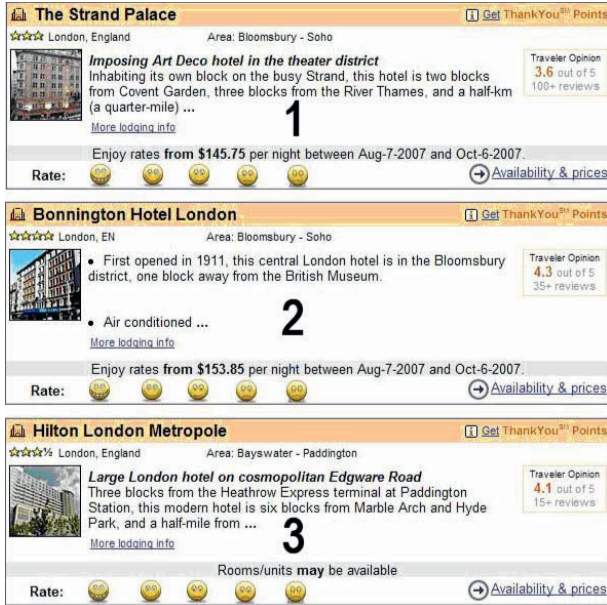 The Strand Palace
i Get ThankYou℠ Points
London, England Area: Bloomsbury - Soho
Imposing Art Deco hotel in the theater district
Inhabiting its own block on the busy Strand, this hotel is two blocks
from Covent Garden, three blocks from the River Thames, and a half-km
(a quarter-mile) ...
More lodging info
Traveler Opinion
3.6 out of 5
100+ reviews
1
Enjoy rates from $145.75 per night between Aug-7-2007 and Oct-6-2007.
Rate: Availability & prices
Bonnington Hotel London
i Get ThankYou℠ Points
London, EN Area: Bloomsbury - Soho
• First opened in 1911, this central London hotel is in the Bloomsbury
district, one block away from the British Museum.
• Air conditioned ...
More lodging info
Traveler Opinion
4.3 out of 5
35+ reviews
2
Enjoy rates from $153.85 per night between Aug-7-2007 and Oct-6-2007.
Rate: Availability & prices
Hilton London Metropole
i Get ThankYou℠ Points
½ London, England Area: Bayswater - Paddington
Large London hotel on cosmopolitan Edgware Road
Three blocks from the Heathrow Express terminal at Paddington
Station, this modern hotel is six blocks from Marble Arch and Hyde
Park, and a half-mile from ...
More lodging info
Traveler Opinion
4.1 out of 5
15+ reviews
3
Rooms/units may be available
Rate: Availability & prices